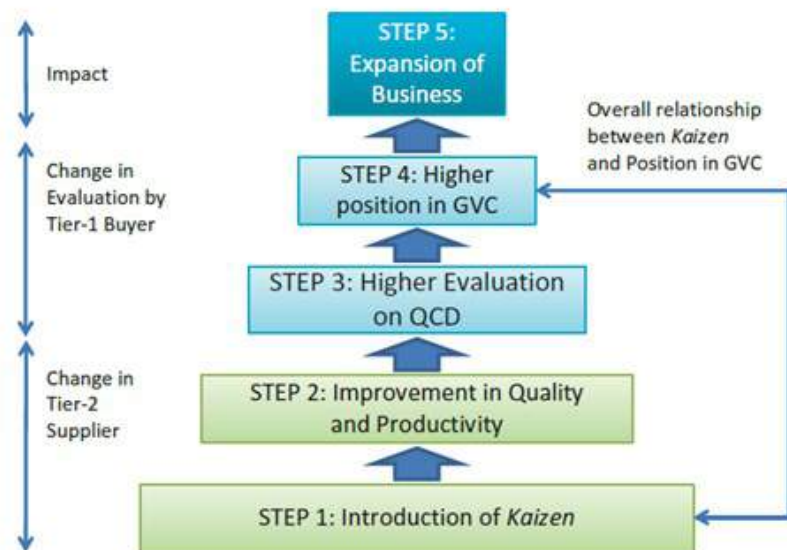 STEP 5:
Expansion of
Business
Impact
Overall relationship
between Kaizen
and Position in GVC
Change in
Evaluation by
Tier-1 Buyer
STEP 4: Higher
position in GVC
STEP 3: Higher Evaluation
on QCD
Change in
Tier-2
Supplier
STEP 2: Improvement in Quality
and Productivity
STEP 1: Introduction of Kaizen